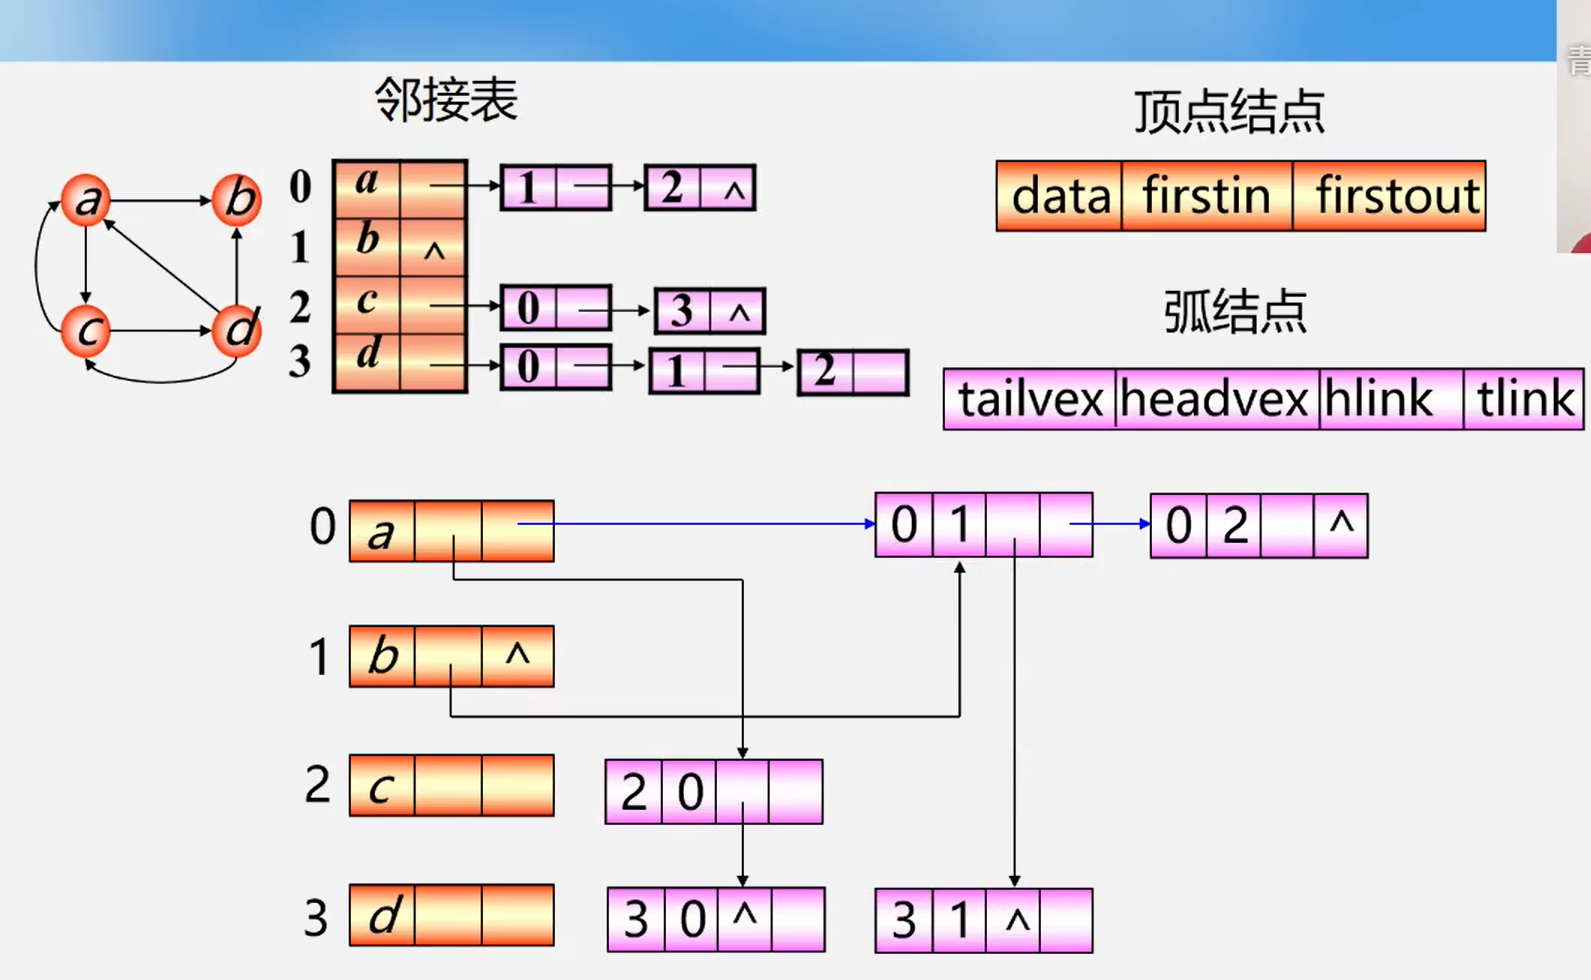 邻接表
顶点结点
青
a b
c d
0 a 1 2 ^
1 b ^
2 c 0 3 ^
3 d 0 1 2
data firstin firstout
弧结点
tailvex headvex hlink tlink
0 a 0 1 0 2 ^
1 b ^
2 c 2 0
3 d 3 0 ^ 3 1 ^